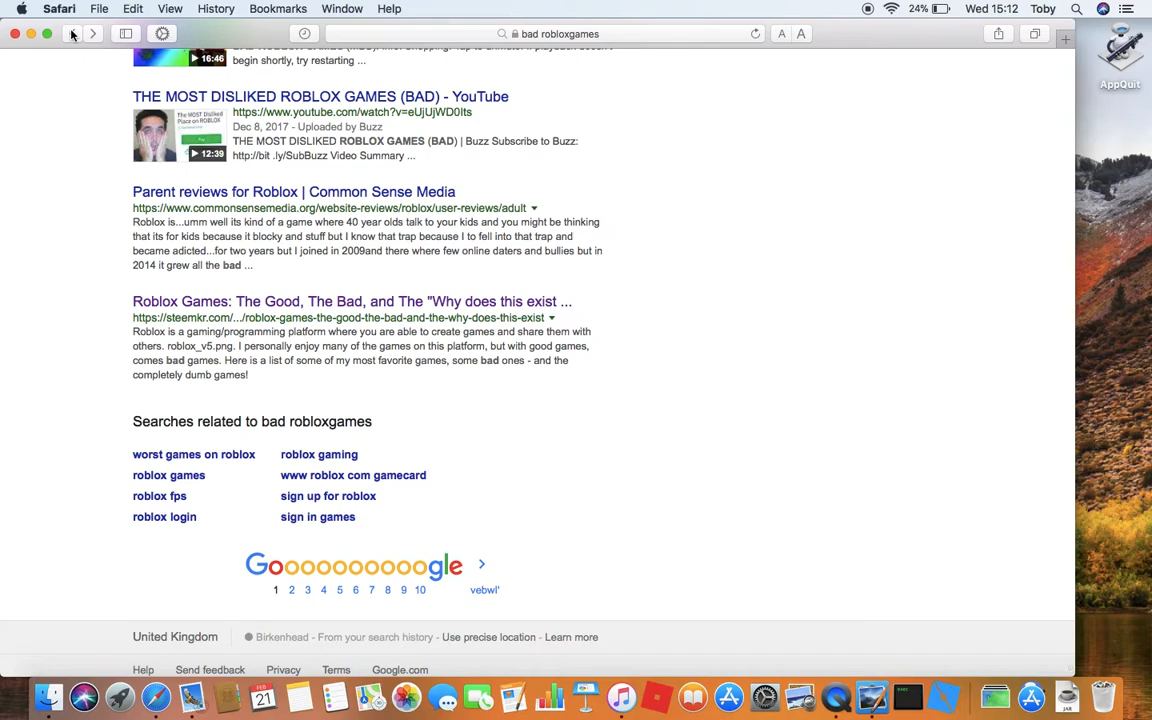 Safari File Edit View History Bookmarks Window Help 24% Wed 15:12 Toby
bad robloxgames A A
begin shortly, try restarting ...
16:46
THE MOST DISLIKED ROBLOX GAMES (BAD) - YouTube
https://www.youtube.com/watch?v=eUjUjWD0Its
Dec 8, 2017 - Uploaded by Buzz
THE MOST DISLIKED ROBLOX GAMES (BAD) | Buzz Subscribe to Buzz:
http://bit .ly/SubBuzz Video Summary ...
The Most Disliked
Place on ROBLOX
12:39
Parent reviews for Roblox | Common Sense Media
https://www.commonsensemedia.org/website-reviews/roblox/user-reviews/adult
Roblox is...umm well its kind of a game where 40 year olds talk to your kids and you might be thinking
that its for kids because it blocky and stuff but I know that trap because I to fell into that trap and
became adicted...for two years but I joined in 2009and there where few online daters and bullies but in
2014 it grew all the bad ...
Roblox Games: The Good, The Bad, and The "Why does this exist ...
https://steemkr.com/.../roblox-games-the-good-the-bad-and-the-why-does-this-exist
Roblox is a gaming/programming platform where you are able to create games and share them with
others. roblox_v5.png. I personally enjoy many of the games on this platform, but with good games,
comes bad games. Here is a list of some of my most favorite games, some bad ones - and the
completely dumb games!
Searches related to bad robloxgames
worst games on roblox roblox gaming
roblox games www roblox com gamecard
roblox fps sign up for roblox
roblox login sign in games
Goooooooooogle >
1 2 3 4 5 6 7 8 9 10 vebwl'
United Kingdom Birkenhead - From your search history - Use precise location - Learn more
Help Send feedback Privacy Terms Google.com
AppQuit
FEB
21
JAR